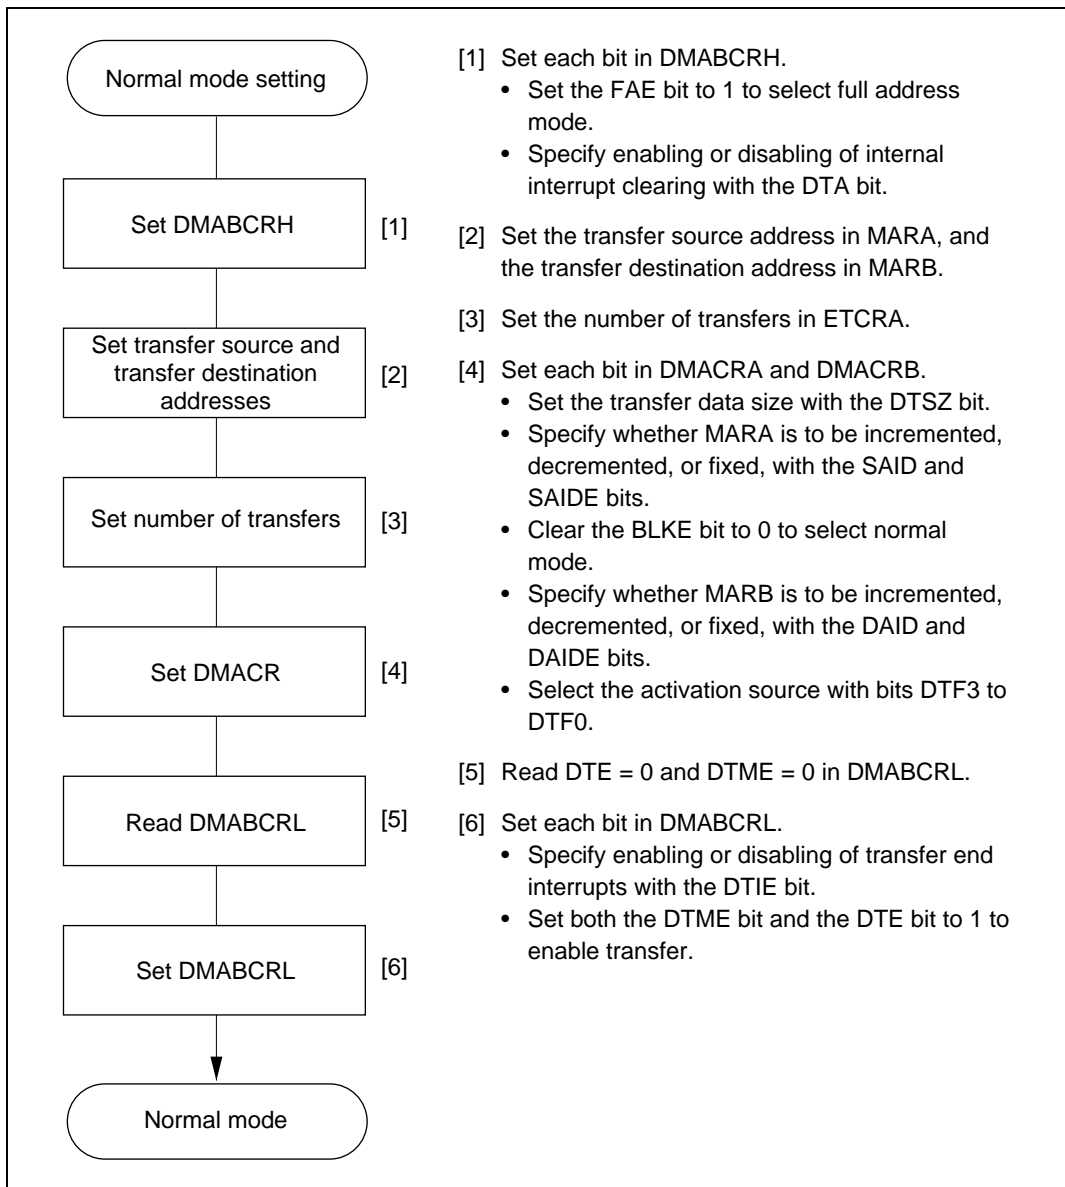 Normal mode setting
Set DMABCRH
[1]
Set transfer source and
transfer destination
addresses
[2]
Set number of transfers
[3]
Set DMACR
[4]
Read DMABCRL
[5]
Set DMABCRL
[6]
Normal mode
[1] Set each bit in DMABCRH.
• Set the FAE bit to 1 to select full address
mode.
• Specify enabling or disabling of internal
interrupt clearing with the DTA bit.
[2] Set the transfer source address in MARA, and
the transfer destination address in MARB.
[3] Set the number of transfers in ETCRA.
[4] Set each bit in DMACRA and DMACRB.
• Set the transfer data size with the DTSZ bit.
• Specify whether MARA is to be incremented,
decremented, or fixed, with the SAID and
SAIDE bits.
• Clear the BLKE bit to 0 to select normal
mode.
• Specify whether MARB is to be incremented,
decremented, or fixed, with the DAID and
DAIDE bits.
• Select the activation source with bits DTF3 to
DTF0.
[5] Read DTE = 0 and DTME = 0 in DMABCRL.
[6] Set each bit in DMABCRL.
• Specify enabling or disabling of transfer end
interrupts with the DTIE bit.
• Set both the DTME bit and the DTE bit to 1 to
enable transfer.